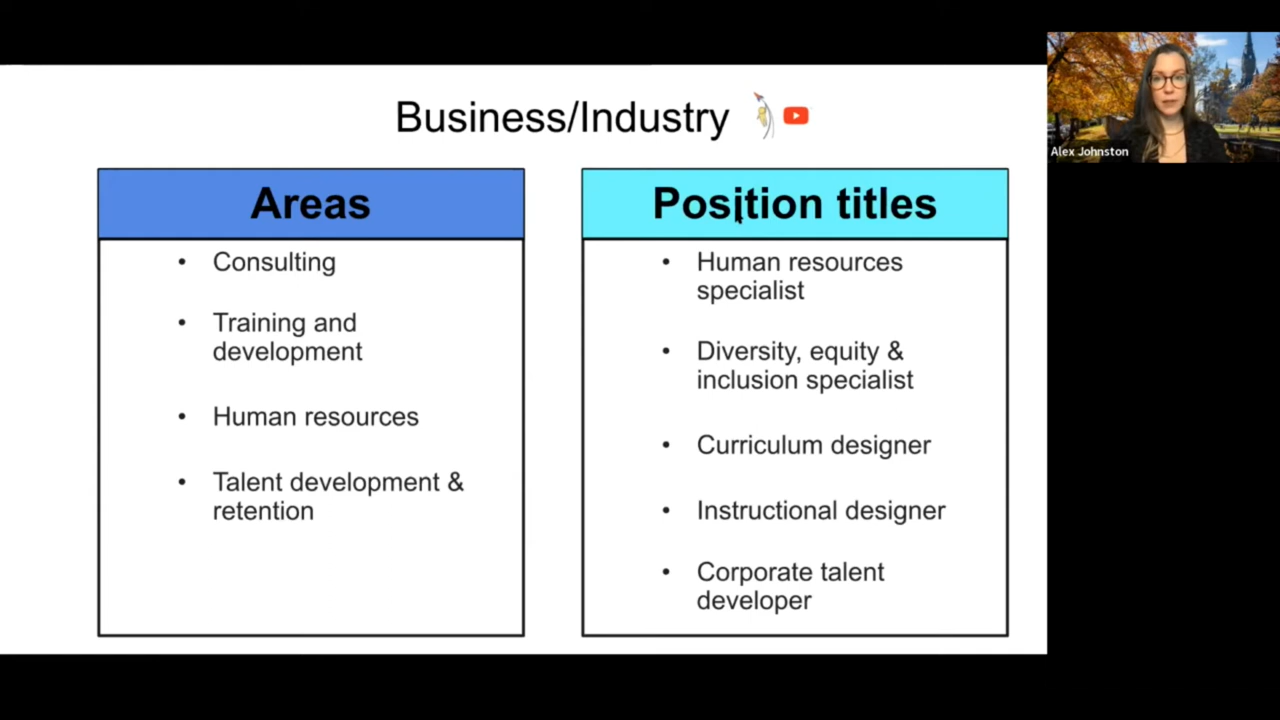 Business/Industry
Areas
• Consulting
• Training and
development
• Human resources
• Talent development &
retention
Position titles
• Human resources
specialist
• Diversity, equity &
inclusion specialist
• Curriculum designer
• Instructional designer
• Corporate talent
developer
Alex Johnston